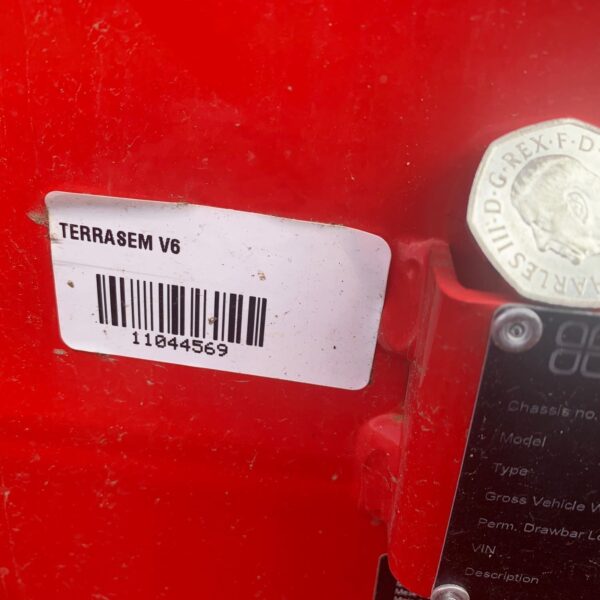 TERRASEM V6
11044569
D·G·REX·F·D
ARLES III
Chassis no.
Model
Type
Gross Vehicle W
Perm. Drawbar Lo
VIN
Description